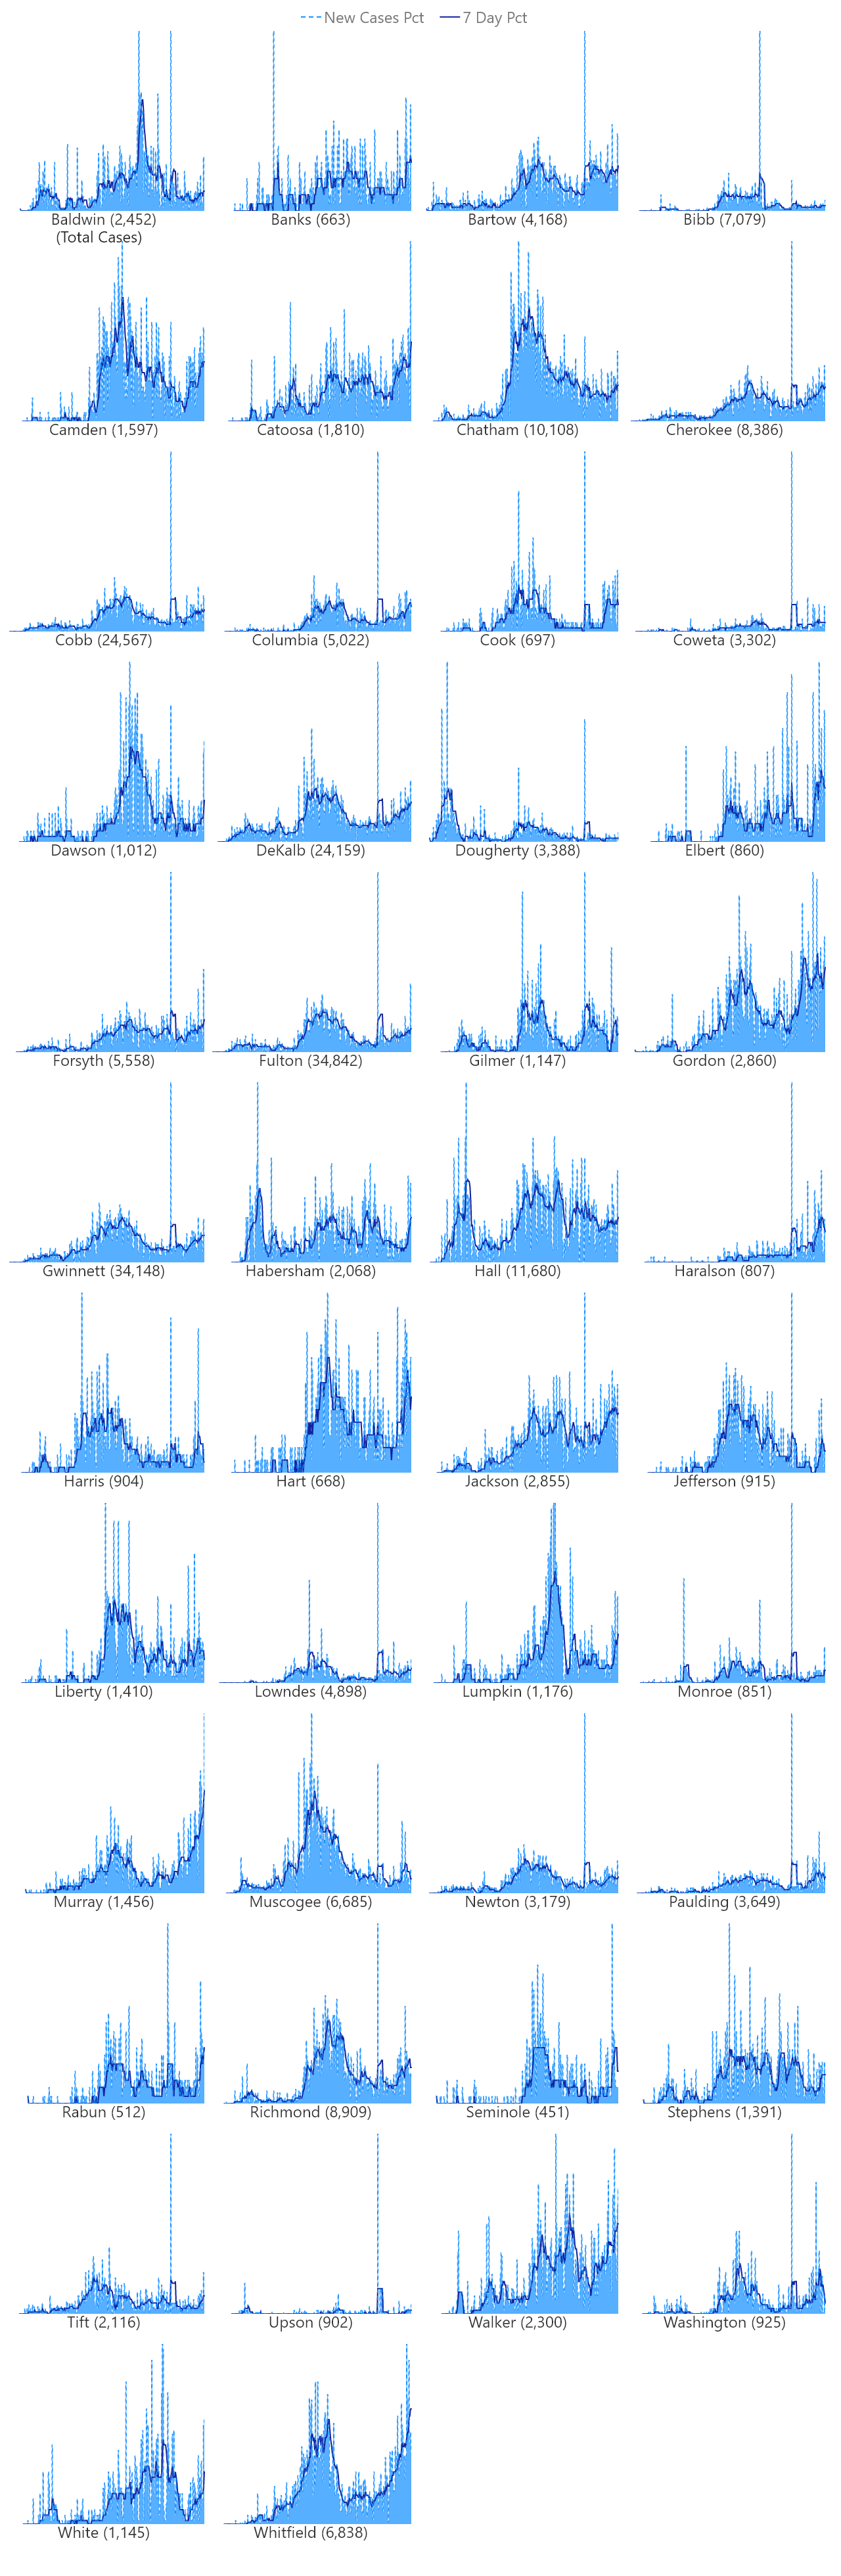 New Cases Pct 7 Day Pct
Baldwin (2,452) Banks (663) Bartow (4,168) Bibb (7,079)
(Total Cases)
Camden (1,597) Catoosa (1,810) Chatham (10,108) Cherokee (8,386)
Cobb (24,567) Columbia (5,022) Cook (697) Coweta (3,302)
Dawson (1,012) DeKalb (24,159) Dougherty (3,388) Elbert (860)
Forsyth (5,558) Fulton (34,842) Gilmer (1,147) Gordon (2,860)
Gwinnett (34,148) Habersham (2,068) Hall (11,680) Haralson (807)
Harris (904) Hart (668) Jackson (2,855) Jefferson (915)
Liberty (1,410) Lowndes (4,898) Lumpkin (1,176) Monroe (851)
Murray (1,456) Muscogee (6,685) Newton (3,179) Paulding (3,649)
Rabun (512) Richmond (8,909) Seminole (451) Stephens (1,391)
Tift (2,116) Upson (902) Walker (2,300) Washington (925)
White (1,145) Whitfield (6,838)